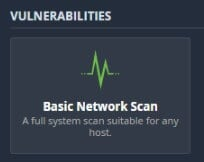 VULNERABILITIES
Basic Network Scan
A full system scan suitable for any
host.